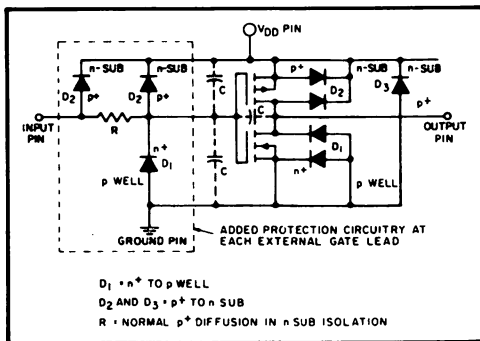 VDD PIN
n-SUB
n-SUB
p+
n-SUB
n-SUB
D2
p+
D2
p+
C
D2
D3
p+
INPUT PIN
R
C
OUTPUT PIN
n+
D1
C
D1
n+
p WELL
p WELL
GROUND PIN
ADDED PROTECTION CIRCUITRY AT
EACH EXTERNAL GATE LEAD
D1 = n+ TO p WELL
D2 AND D3 = p+ TO n SUB
R = NORMAL p+ DIFFUSION IN n SUB ISOLATION